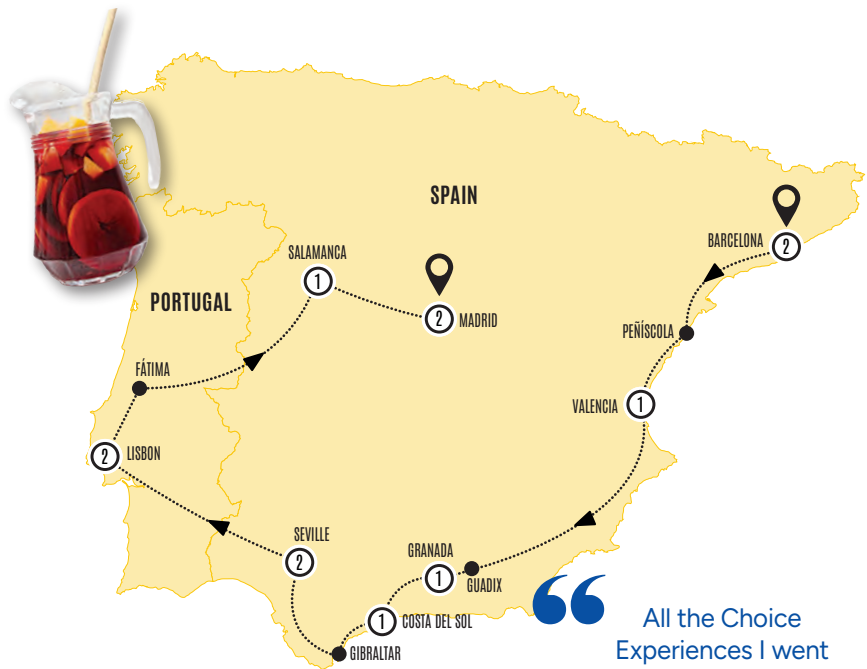 SPAIN
BARCELONA
2
SALAMANCA
1
PORTUGAL
2
MADRID
PEÑÍSCOLA
FÁTIMA
VALENCIA
1
2
LISBON
SEVILLE
2
GRANADA
1
GUADIX
1
COSTA DEL SOL
GIBRALTAR
“
All the Choice
Experiences I went